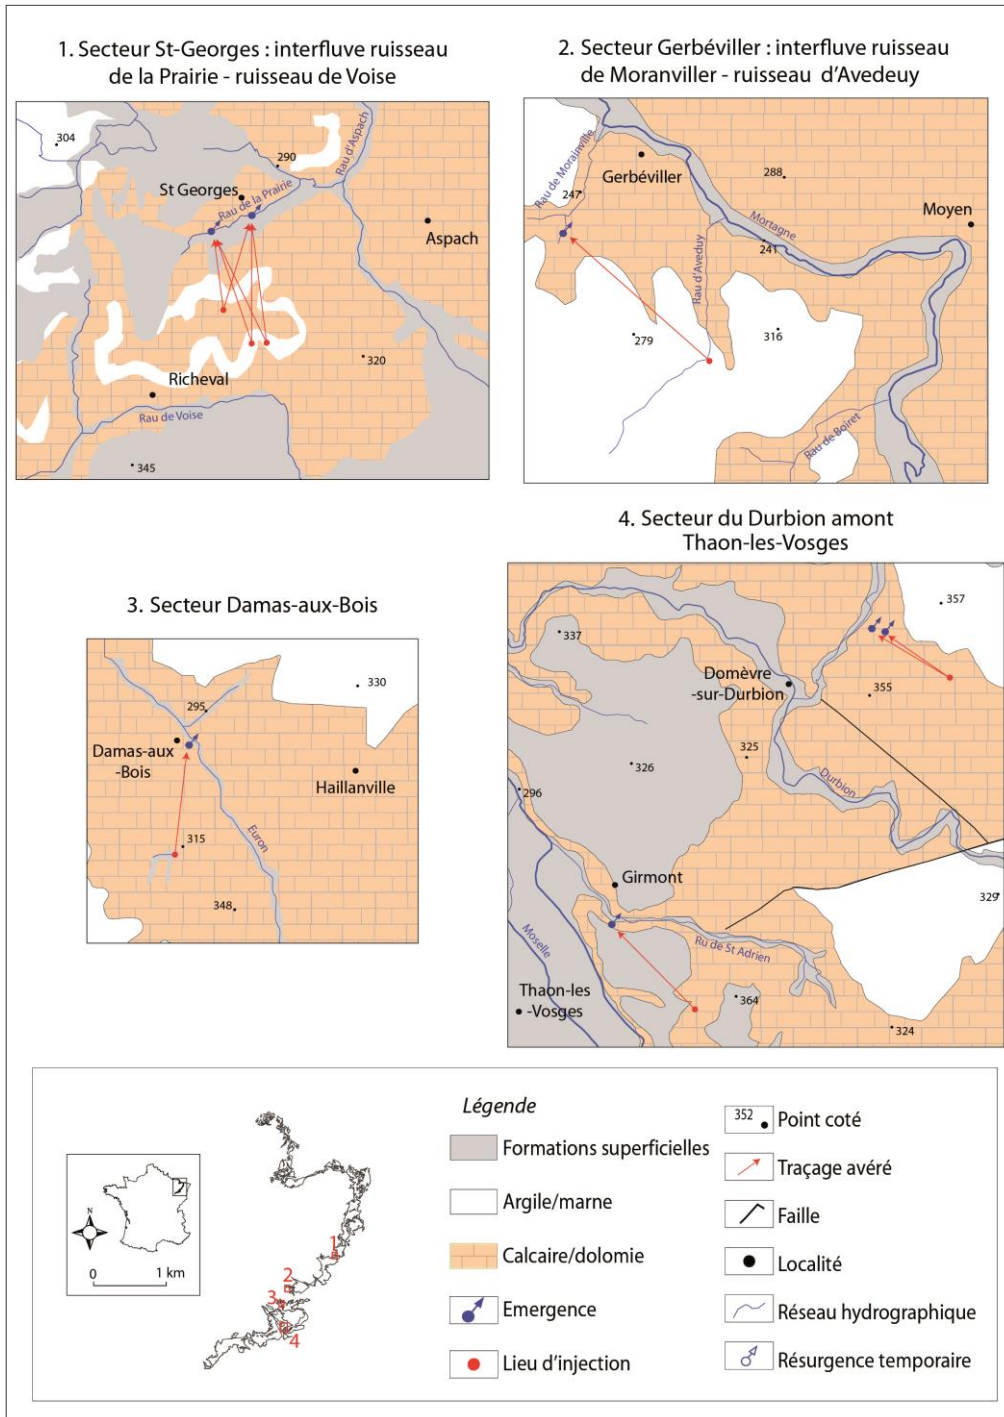 1. Secteur St-Georges : interfluve ruisseau
de la Prairie - ruisseau de Voise
304
290
Rau d'Aspach
St Georges
Rau de la Prairie
Aspach
320
Richeval
Rau de Voise
345
2. Secteur Gerbéviller : interfluve ruisseau
de Moranviller - ruisseau d'Avedeuy
Rau de Morainville
Gerbéviller
288
247
Moyen
Mortagne
241
Rau d'Aveduy
279
316
Rau de Boiret
3. Secteur Damas-aux-Bois
330
295
Damas-aux
-Bois
Haillanville
315
Euron
348
4. Secteur du Durbion amont
Thaon-les-Vosges
357
337
Domèvre
-sur-Durbion
355
325
326
296
Durbion
Girmont
329
Ru de St Adrien
Moselle
Thaon-les
-Vosges
364
324
0 1 km
1
2
3
4
Légende
Formations superficielles
Argile/marne
Calcaire/dolomie
Emergence
Lieu d'injection
352
Point coté
Traçage avéré
Faille
Localité
Réseau hydrographique
Résurgence temporaire